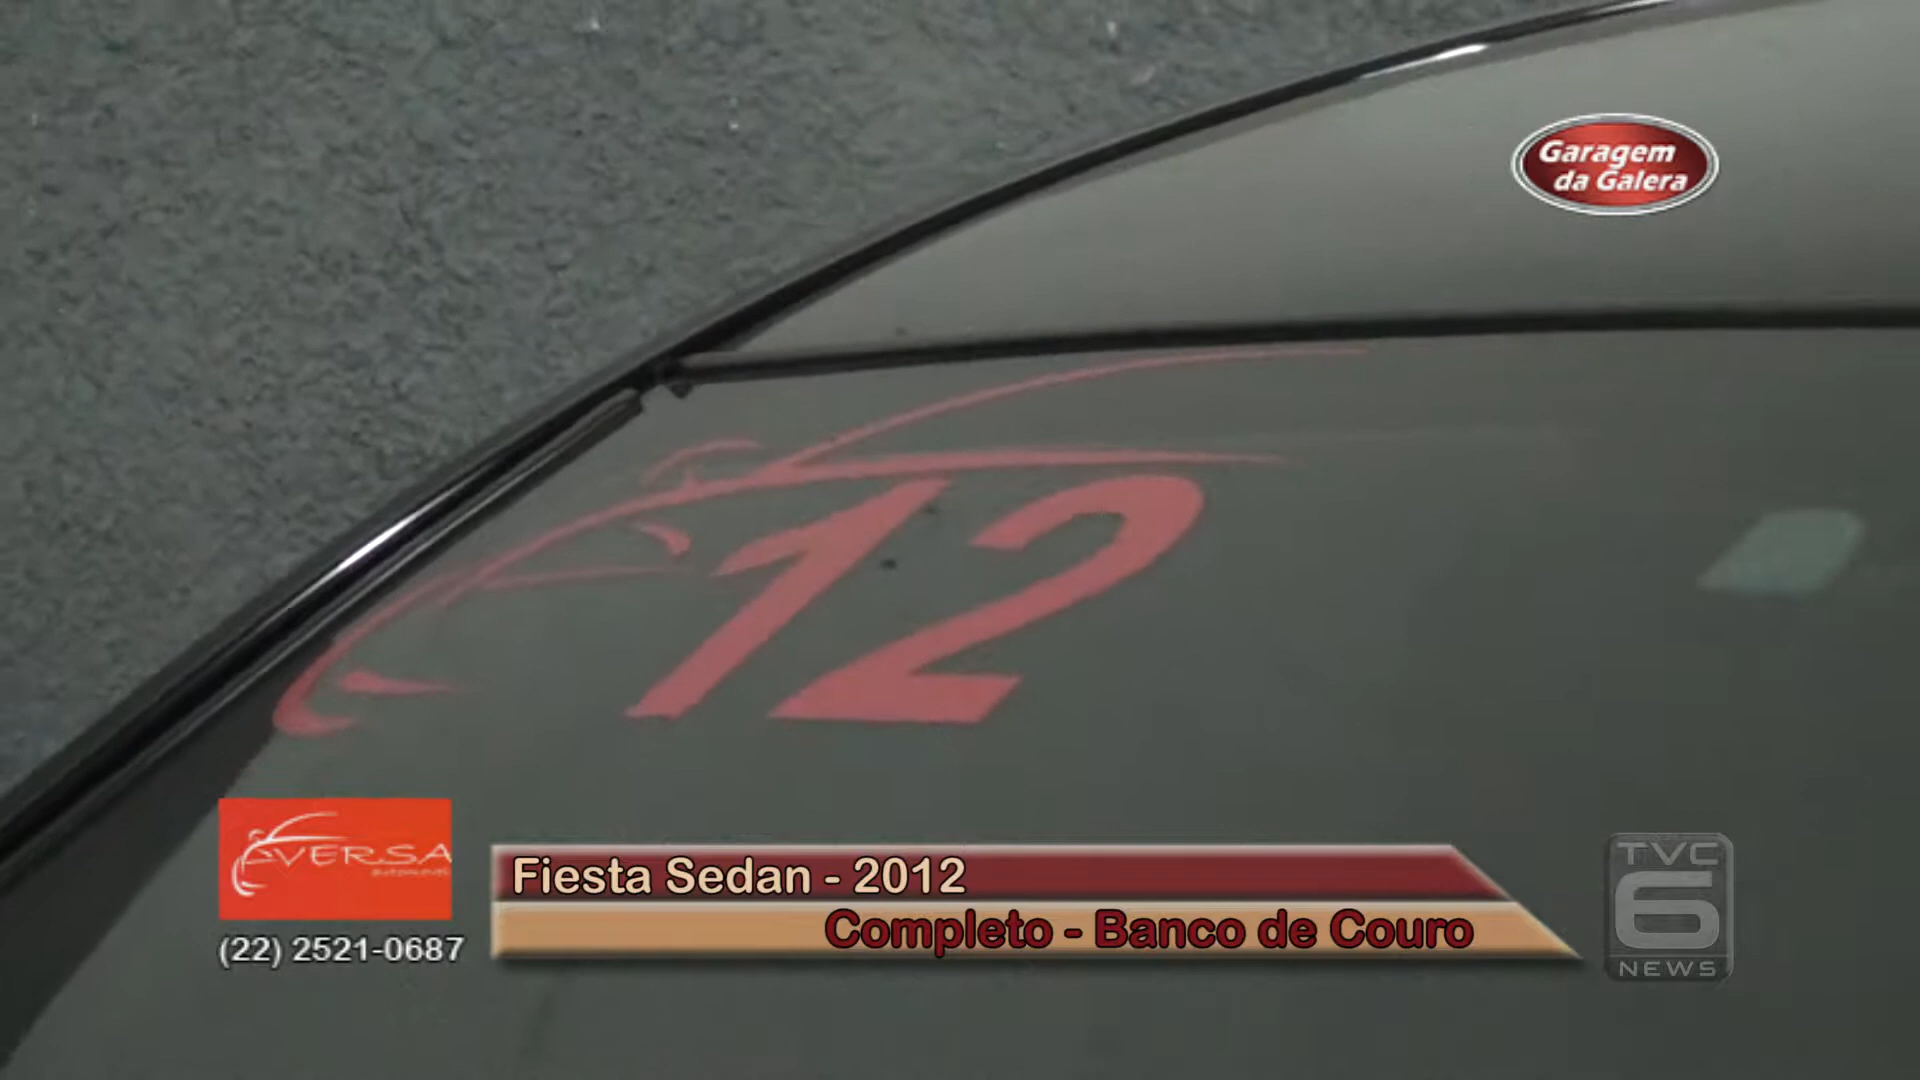 Garagem
da Galera
12
VERSA
(22) 2521-0687
Fiesta Sedan - 2012
Completo - Banco de Couro
TVC
6
NEWS